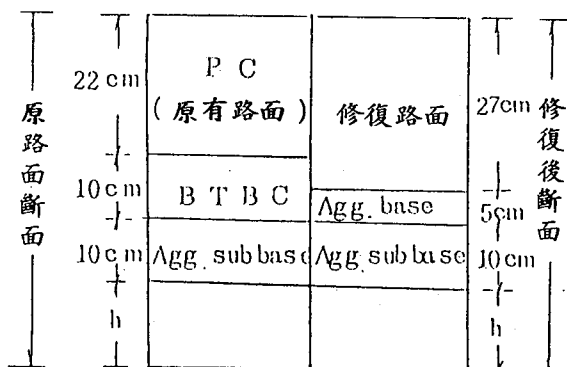 原路面斷面
22 cm
10 cm
10 cm
h
P C
(原有路面)
B T B C
Agg. subbase
修復路面
Agg. base
Agg. subbase
27cm
5cm
10cm
h
修復後斷面